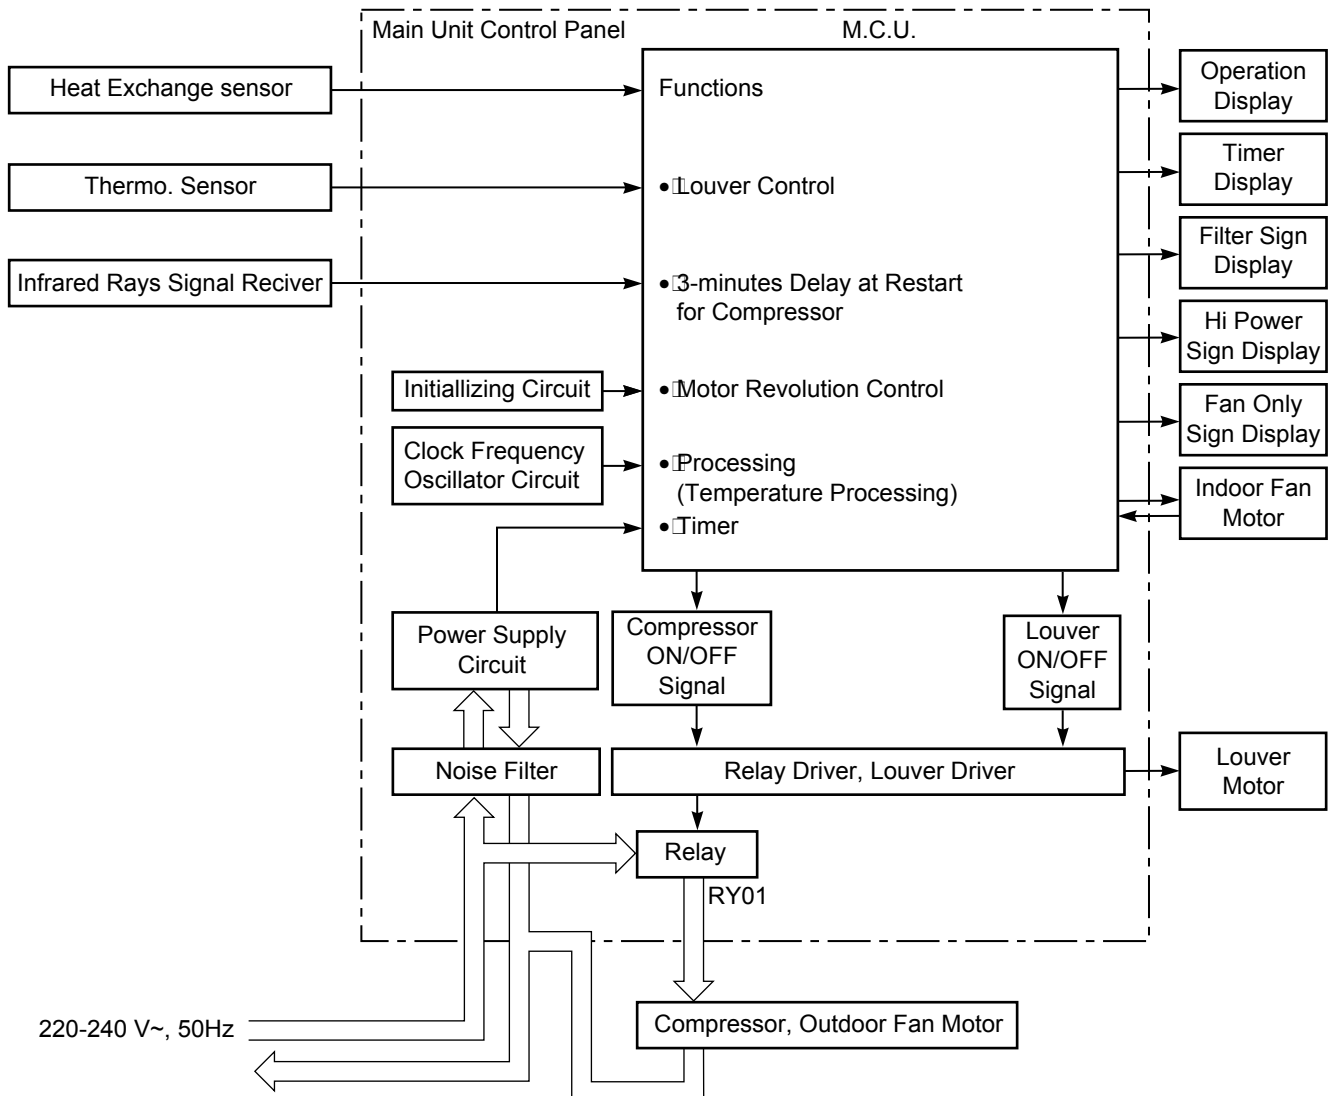 Main Unit Control Panel
M.C.U.
Heat Exchange sensor
Thermo. Sensor
Infrared Rays Signal Reciver
Initiallizing Circuit
Clock Frequency
Oscillator Circuit
Power Supply
Circuit
Noise Filter
Functions
• Louver Control
• 3-minutes Delay at Restart
for Compressor
• Motor Revolution Control
• Processing
(Temperature Processing)
• Timer
Operation
Display
Timer
Display
Filter Sign
Display
Hi Power
Sign Display
Fan Only
Sign Display
Indoor Fan
Motor
Compressor
ON/OFF
Signal
Louver
ON/OFF
Signal
Relay Driver, Louver Driver
Louver
Motor
Relay
RY01
220-240 V~, 50Hz
Compressor, Outdoor Fan Motor